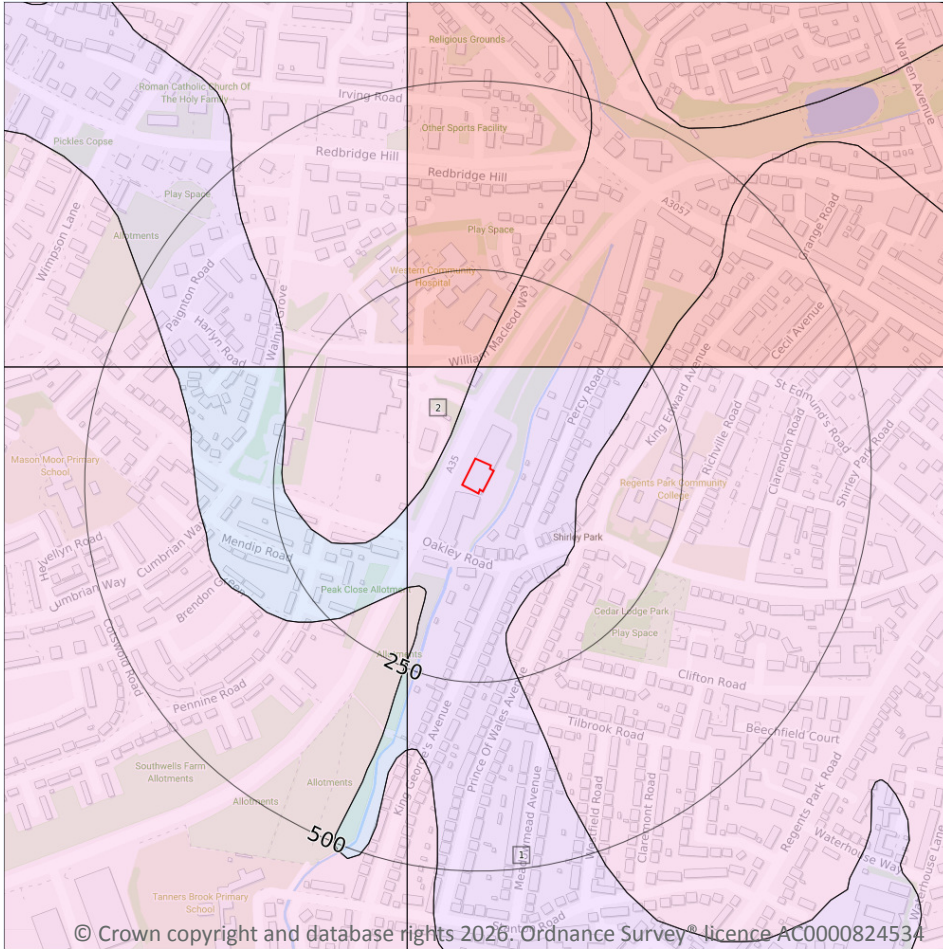 Religious Grounds
Warren Avenue
Roman Catholic Church Of
The Holy Family
Irving Road
Other Sports Facility
Pickles Copse
Redbridge Hill
Redbridge Hill
Play Space
A3057
Wimpson Lane
Allotments
Play Space
Grange Road
Paignton Road
Western Community
Hospital
Walnut Grove
Harlyn Road
William Macleod Way
Cecil Avenue
Percy Road
King Edward Avenue
St Edmund's Road
2
Richville Road
Clarendon Road
Shirley Park Road
Mason Moor Primary
School
A35
Regents Park Community
College
Shirley Park
Mendip Road
Oakley Road
Cumbrian Way
Cumbrian Way
Brendon Green
Peak Close Allotment
Cedar Lodge Park
Play Space
Cotswold Road
Allotments
250
Clifton Road
Pennine Road
Prince Of Wales Avenue
Tilbrook Road
Beechfield Court
King George's Avenue
Southwells Farm
Allotments
Allotments
Allotments
Claremont Road
Regents Park Road
500
1
Waterhouse Way
Waterhouse Lane
Tanners Brook Primary
School
© Crown copyright and database rights 2026. Ordnance Survey® licence AC0000824534